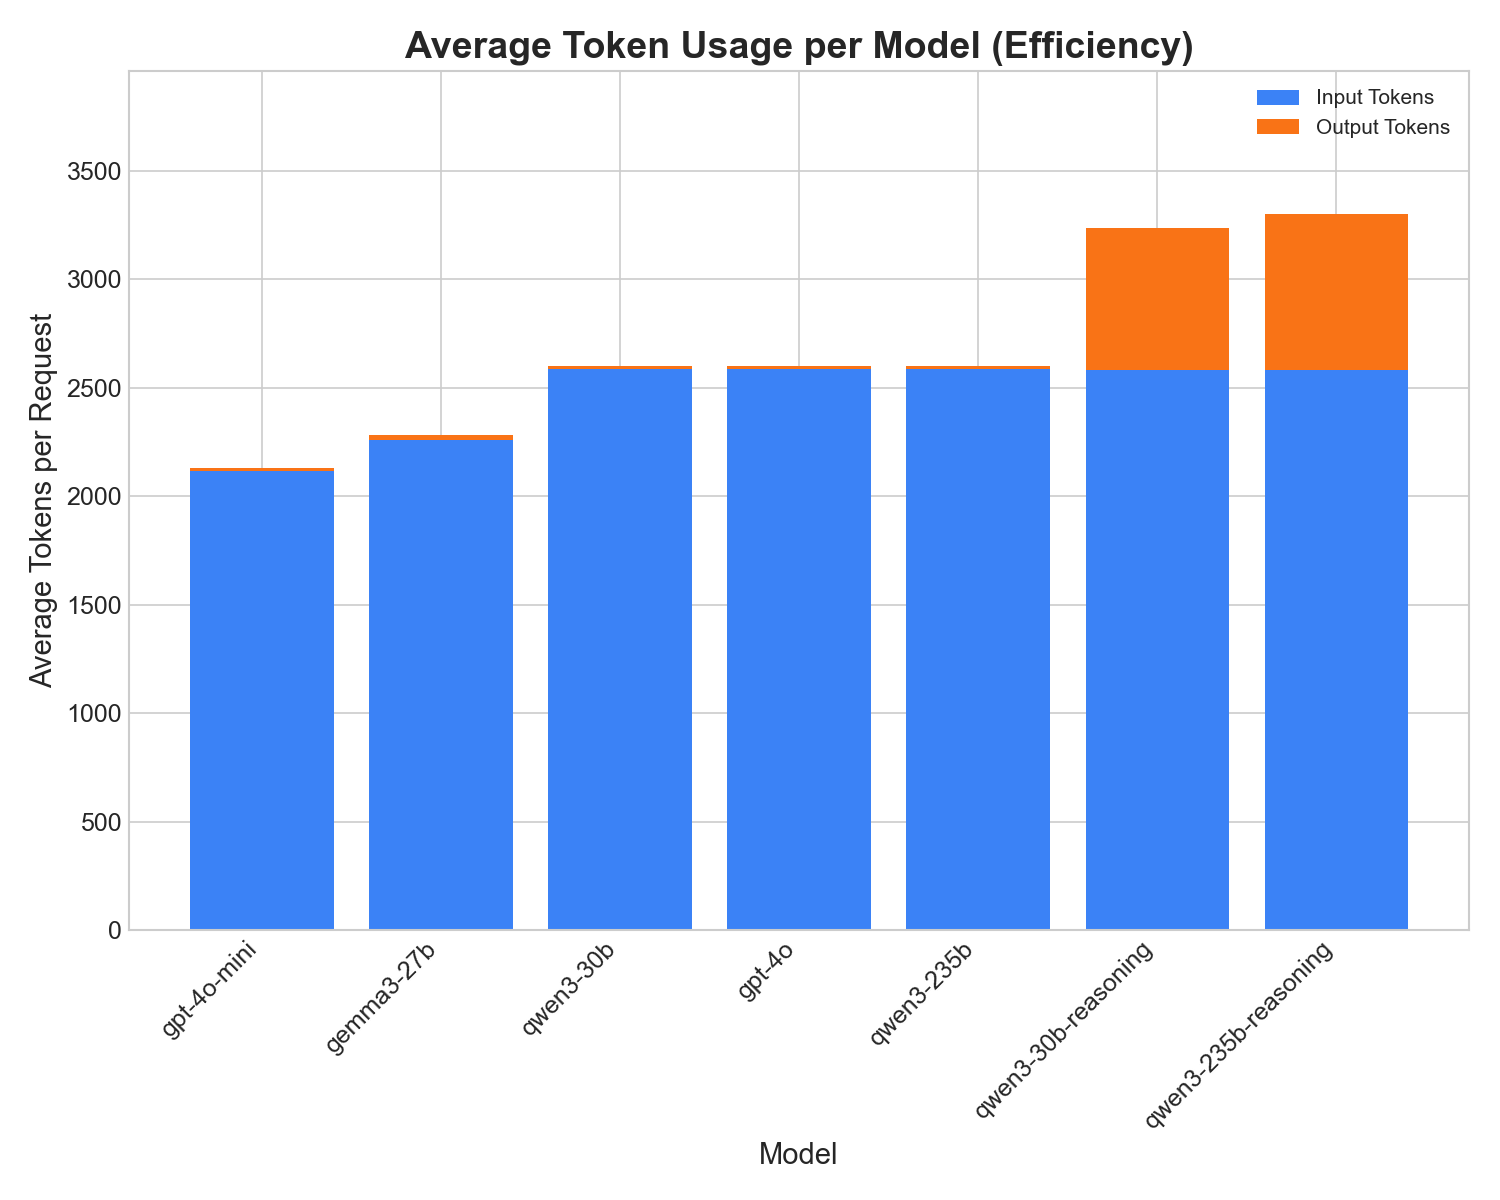 Average Token Usage per Model (Efficiency)
Input Tokens
Output Tokens
Average Tokens per Request
3500
3000
2500
2000
1500
1000
500
0
gpt-4o-mini
gemma3-27b
qwen3-30b
gpt-4o
qwen3-235b
qwen3-30b-reasoning
qwen3-235b-reasoning
Model